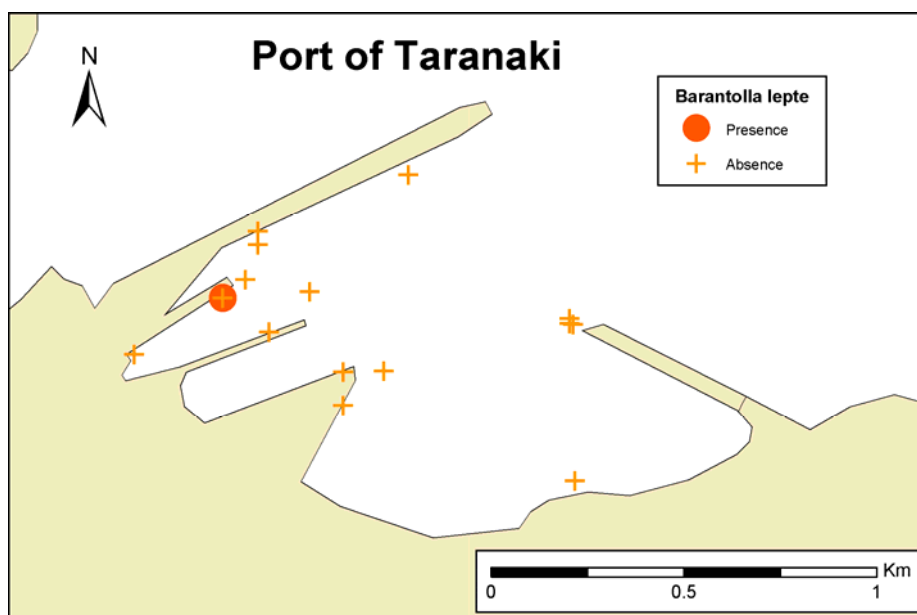 Port of Taranaki
N
Barantolla lepte
Presence
Absence
Km
0 0.5 1